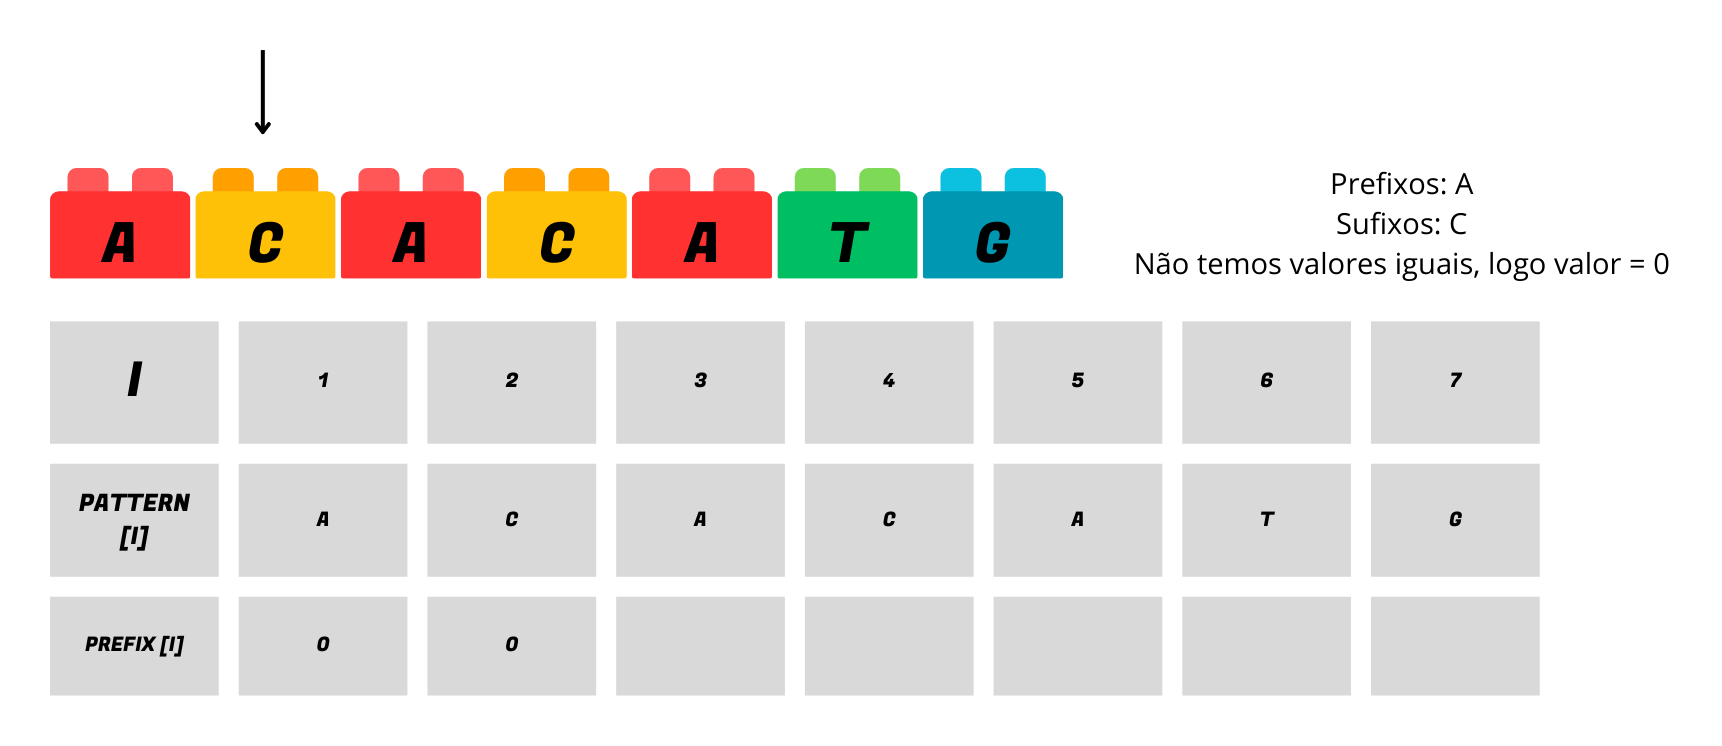 A C A C A T G
Prefixos: A
Sufixos: C
Não temos valores iguais, logo valor = 0
I 1 2 3 4 5 6 7
PATTERN
[I] A C A C A T G
PREFIX [I] 0 0